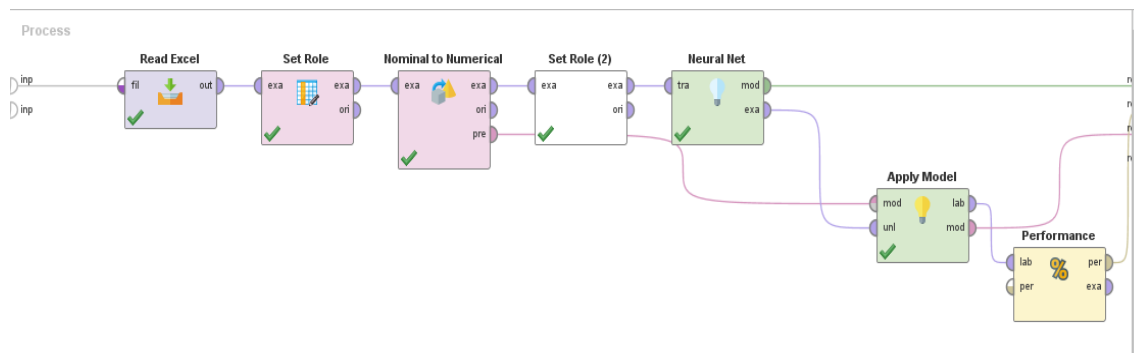 Process
Read Excel
Set Role
Nominal to Numerical
Set Role (2)
Neural Net
inp
fil
out
exa
exa
exa
exa
exa
exa
tra
mod
inp
ori
ori
ori
exa
pre
Apply Model
mod
lab
unl
mod
Performance
lab
per
%
per
exa